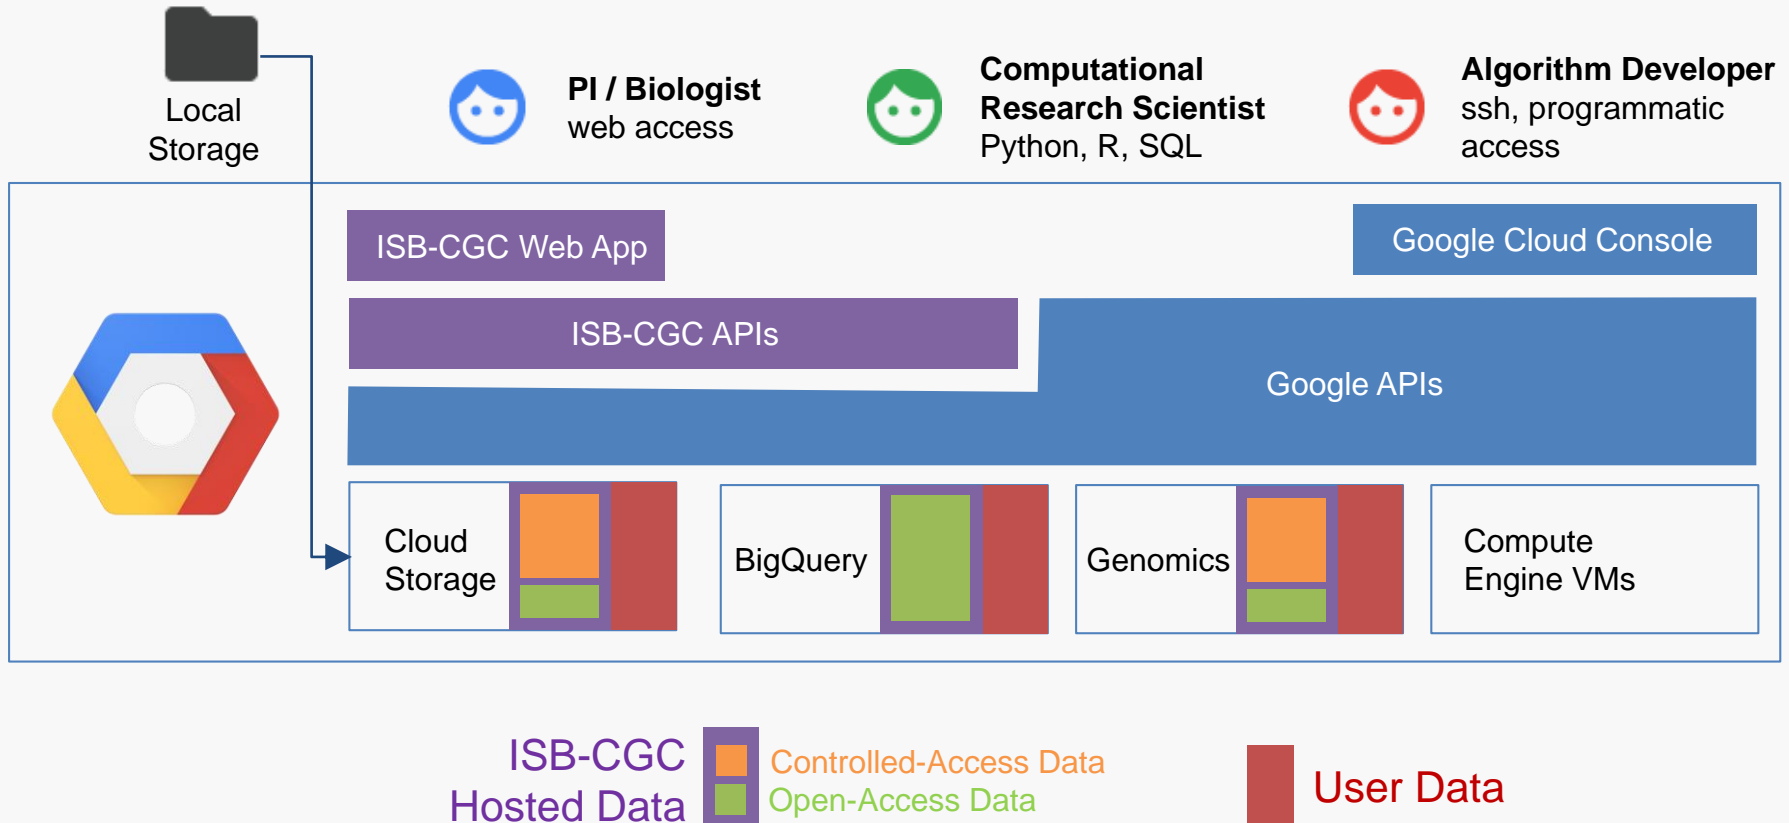 Local
Storage
PI / Biologist
web access
Computational
Research Scientist
Python, R, SQL
Algorithm Developer
ssh, programmatic
access
ISB-CGC Web App
Google Cloud Console
ISB-CGC APIs
Google APIs
Cloud
Storage
BigQuery
Genomics
Compute
Engine VMs
ISB-CGC
Hosted Data
Controlled-Access Data
Open-Access Data
User Data